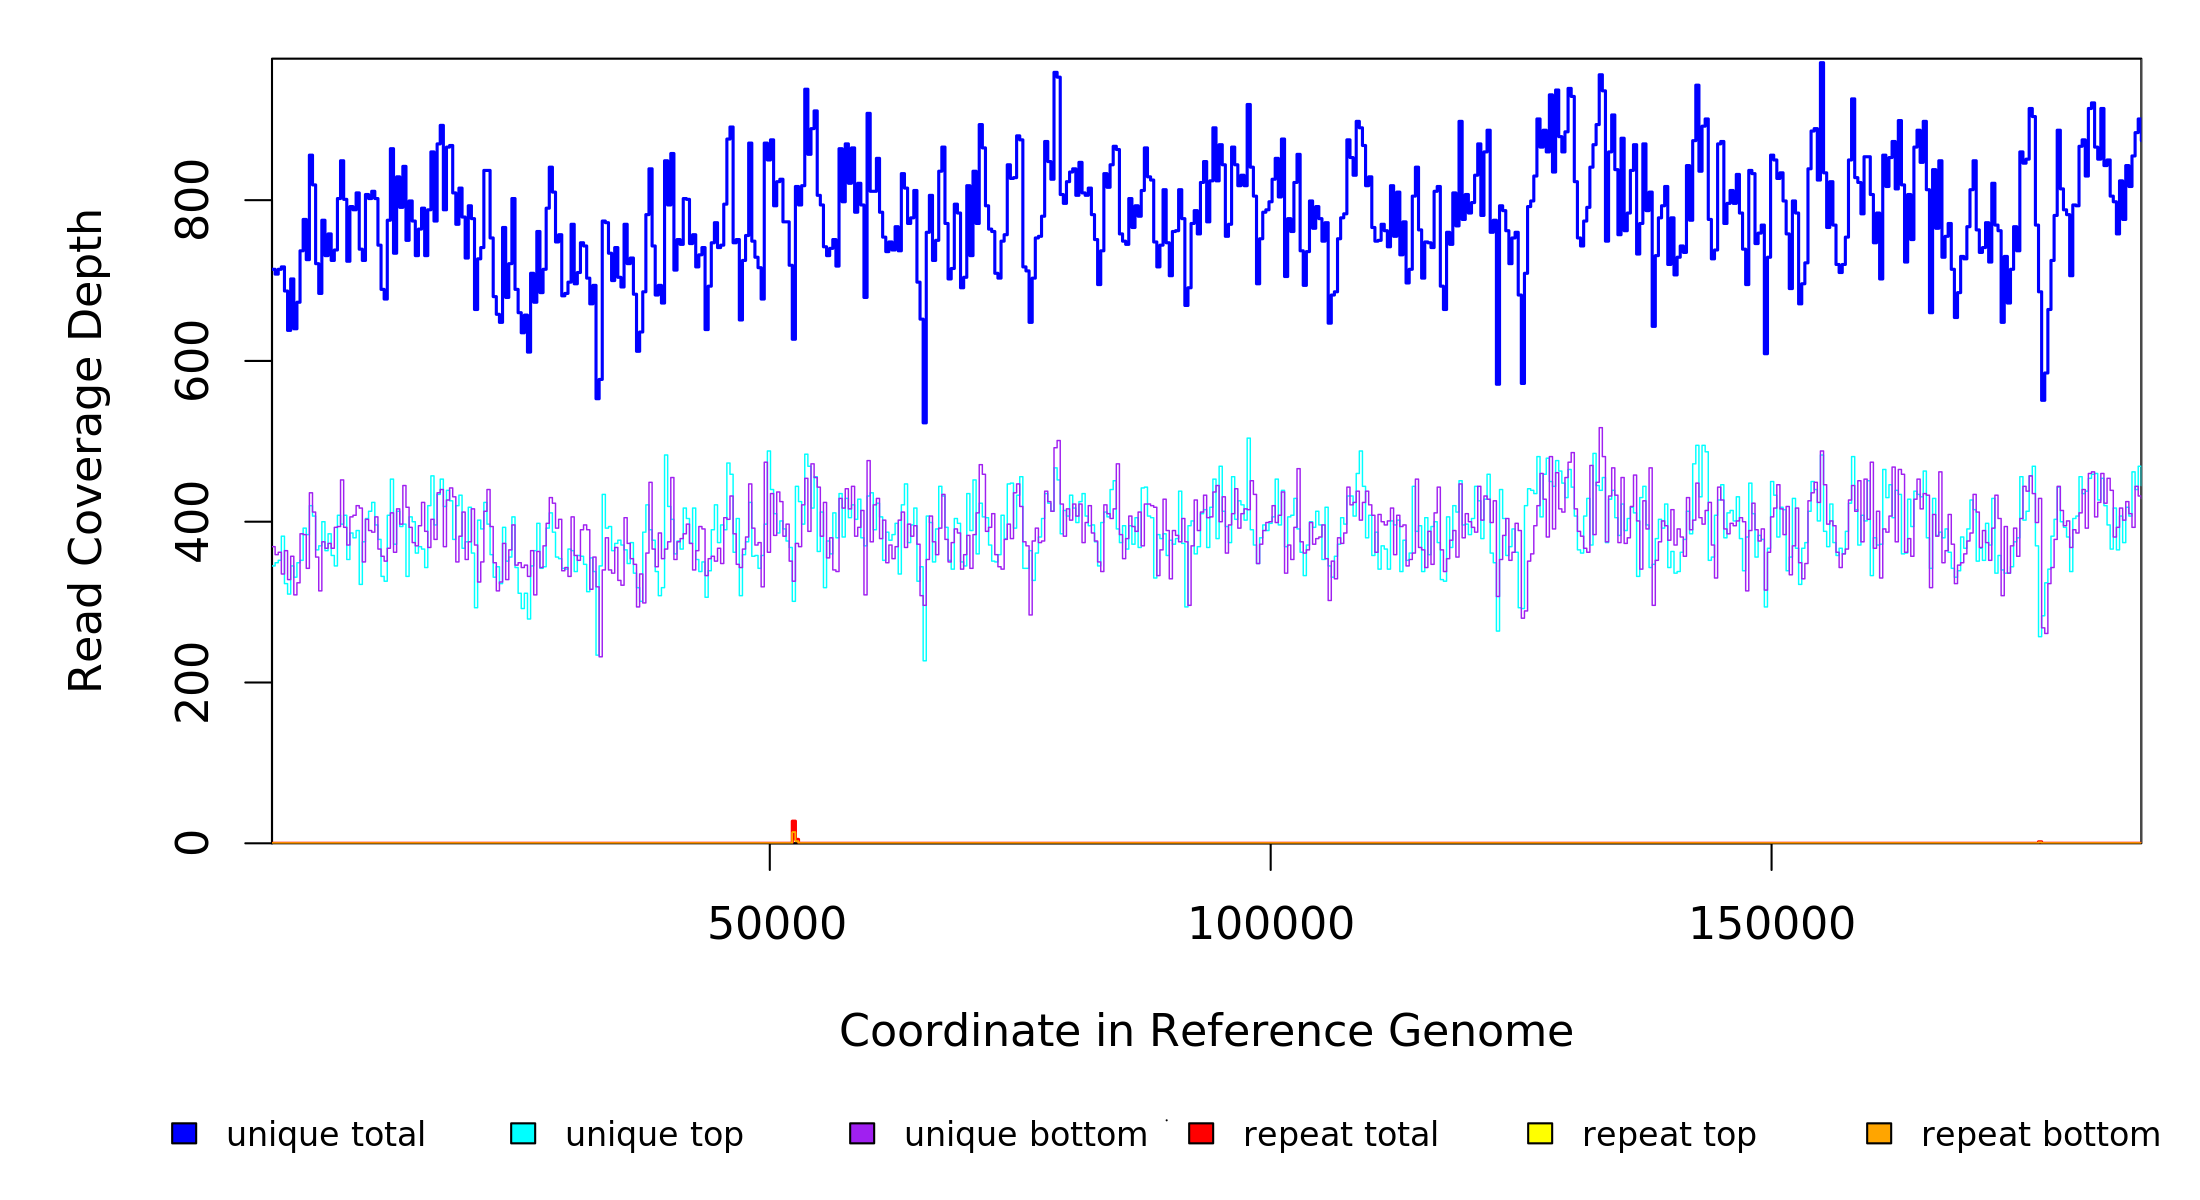 Read Coverage Depth
800
600
400
200
0
50000 100000 150000
Coordinate in Reference Genome
unique total unique top unique bottom repeat total repeat top repeat bottom